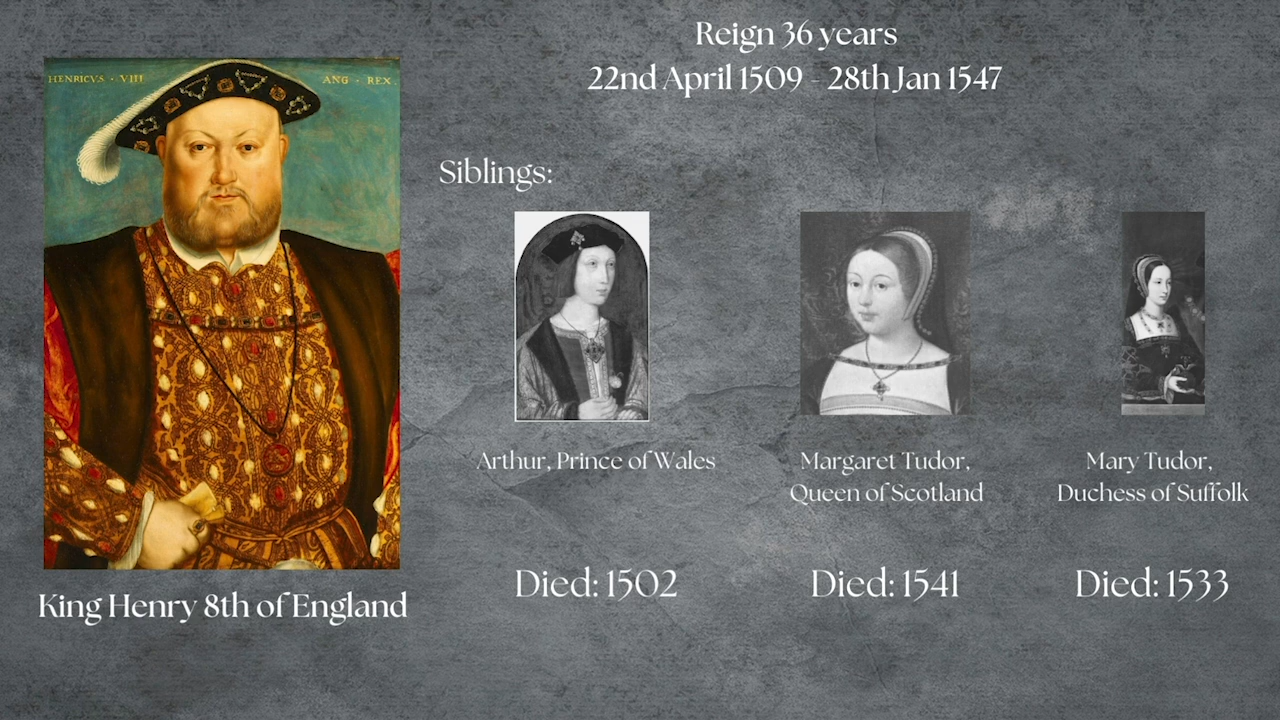 Reign 36 years
22nd April 1509 - 28th Jan 1547
HENRICVS · VIII
ANG · REX.
Siblings:
Arthur, Prince of Wales
Margaret Tudor,
Queen of Scotland
Mary Tudor,
Duchess of Suffolk
Died: 1502
Died: 1541
Died: 1533
King Henry 8th of England